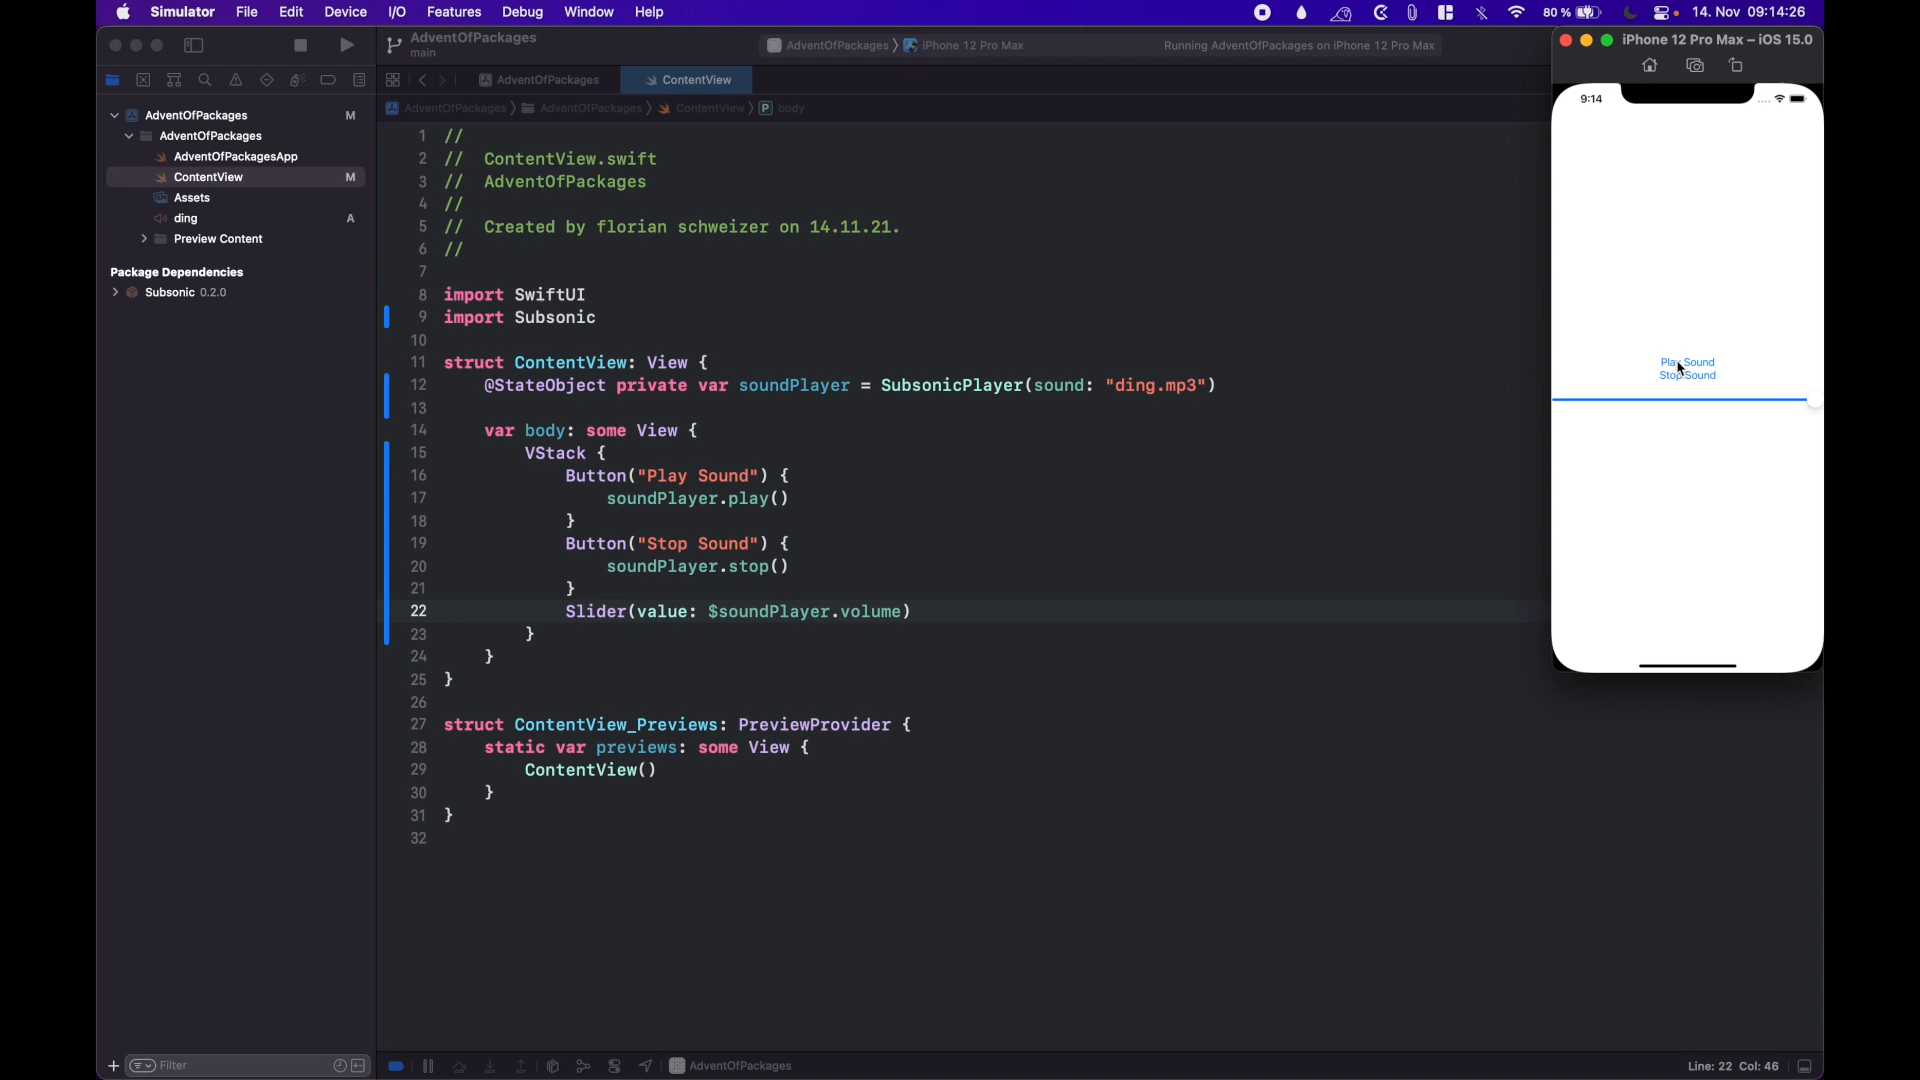 Simulator File Edit Device I/O Features Debug Window Help 80 % 14. Nov 09:14:26
AdventOfPackages
main
AdventOfPackages iPhone 12 Pro Max
Running AdventOfPackages on iPhone 12 Pro Max
iPhone 12 Pro Max – iOS 15.0
AdventOfPackages ContentView
AdventOfPackages AdventOfPackages ContentView P body
AdventOfPackages M
AdventOfPackages
AdventOfPackagesApp
ContentView M
Assets
ding A
Preview Content
Package Dependencies
Subsonic 0.2.0
Filter
1 //
2 // ContentView.swift
3 // AdventOfPackages
4 //
5 // Created by florian schweizer on 14.11.21.
6 //
7
8 import SwiftUI
9 import Subsonic
10
11 struct ContentView: View {
12 @StateObject private var soundPlayer = SubsonicPlayer(sound: "ding.mp3")
13
14 var body: some View {
15 VStack {
16 Button("Play Sound") {
17 soundPlayer.play()
18 }
19 Button("Stop Sound") {
20 soundPlayer.stop()
21 }
22 Slider(value: $soundPlayer.volume)
23 }
24 }
25 }
26
27 struct ContentView_Previews: PreviewProvider {
28 static var previews: some View {
29 ContentView()
30 }
31 }
32
9:14
Play Sound
Stop Sound
AdventOfPackages
Line: 22 Col: 46